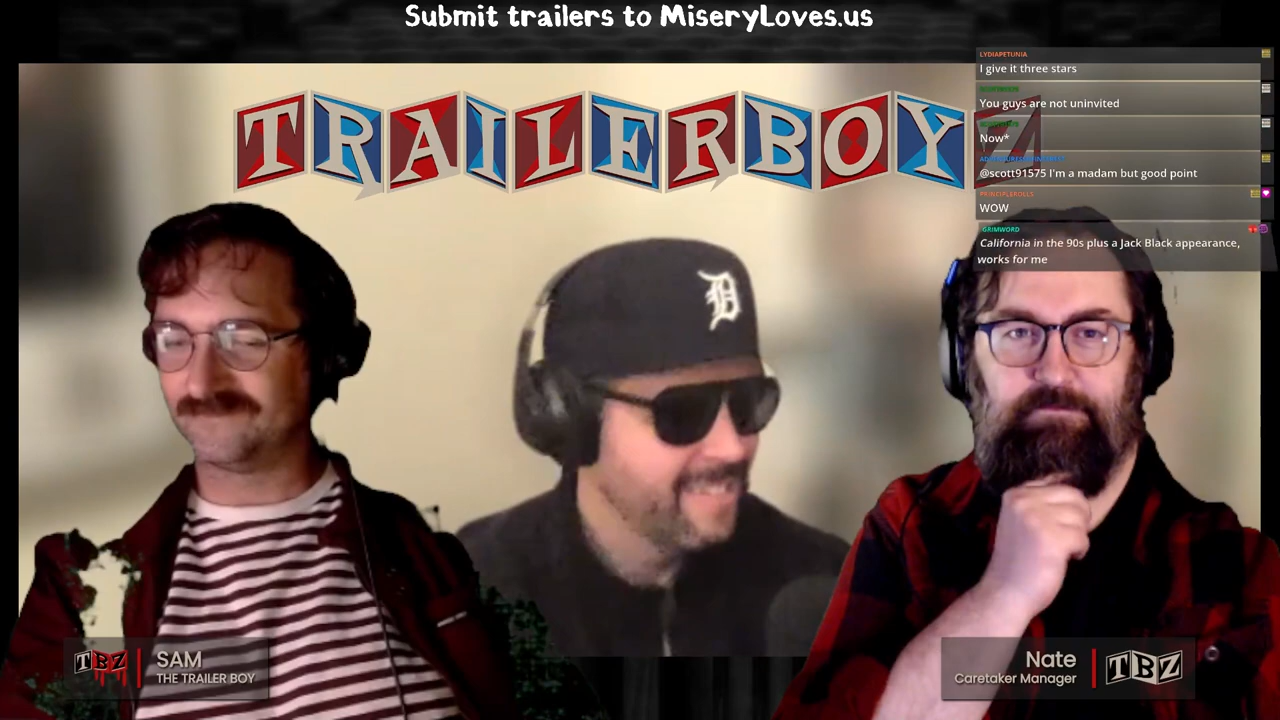 Submit trailers to MiseryLoves.us
TRAILERBOYZ
LYDIAPETUNIA
I give it three stars
You guys are not uninvited
Now*
@scott91575 I'm a madam but good point
PRINCIPLEROLLS
WOW
GRIMWORD
California in the 90s plus a Jack Black appearance,
works for me
D
TBZ
SAM
THE TRAILER BOY
Nate
Caretaker Manager
TBZ